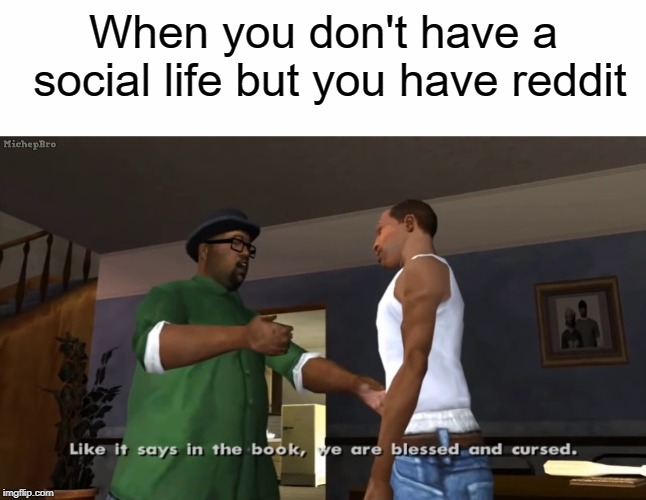 When you don't have a
social life but you have reddit
MichepBro
Like it says in the book, we are blessed and cursed.
imgflip.com